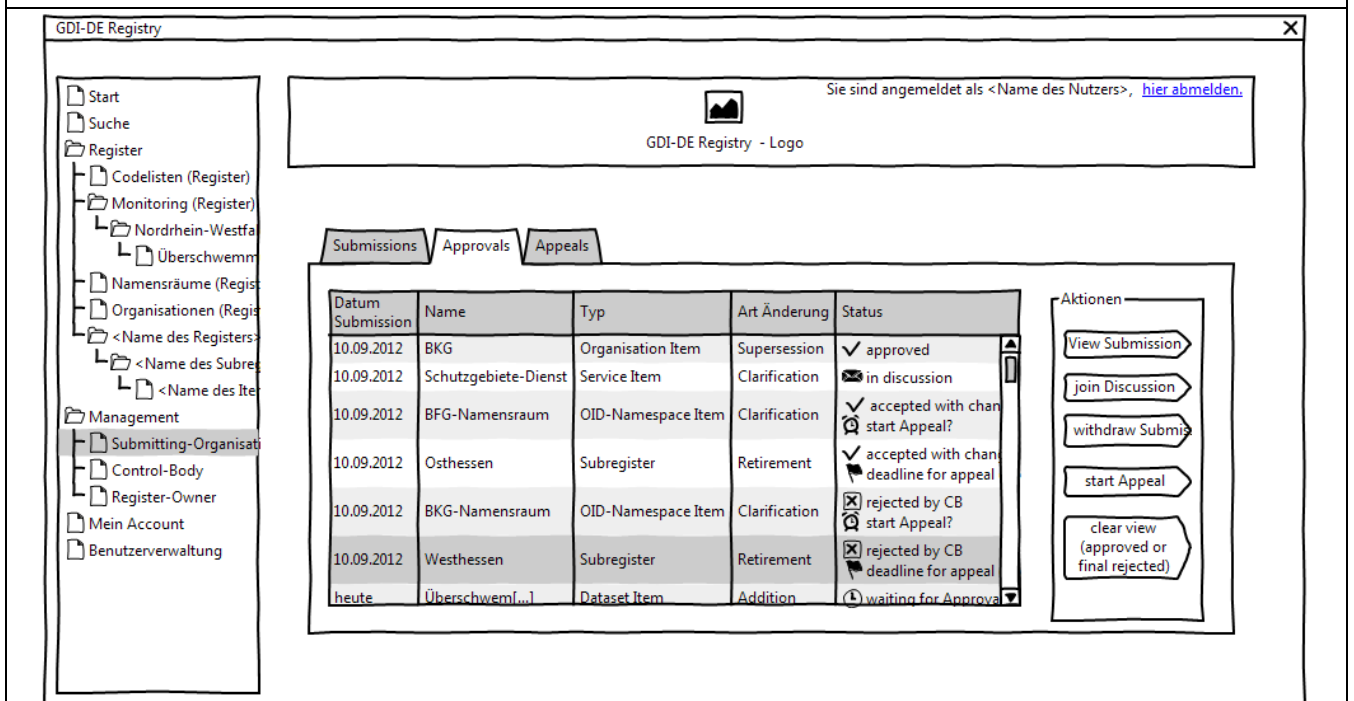 GDI-DE Registry
Sie sind angemeldet als <Name des Nutzers>, hier abmelden.
GDI-DE Registry - Logo
Start
Suche
Register
Codelisten (Register)
Monitoring (Register)
Nordrhein-Westfa
Überschwemm
Namensräume (Regist
Organisationen (Regis
<Name des Registers>
<Name des Subreg
<Name des Ite
Management
Submitting-Organisati
Control-Body
Register-Owner
Mein Account
Benutzerverwaltung
Submissions Approvals Appeals
Datum Submission Name Typ Art Änderung Status
10.09.2012 BKG Organisation Item Supersession approved
10.09.2012 Schutzgebiete-Dienst Service Item Clarification in discussion
10.09.2012 BFG-Namensraum OID-Namespace Item Clarification accepted with chan
start Appeal?
10.09.2012 Osthessen Subregister Retirement accepted with chang
deadline for appeal
10.09.2012 BKG-Namensraum OID-Namespace Item Clarification rejected by CB
start Appeal?
10.09.2012 Westhessen Subregister Retirement rejected by CB
deadline for appeal
heute Überschwem[...] Dataset Item Addition waiting for Approva
Aktionen
View Submission
join Discussion
withdraw Submis
start Appeal
clear view
(approved or
final rejected)